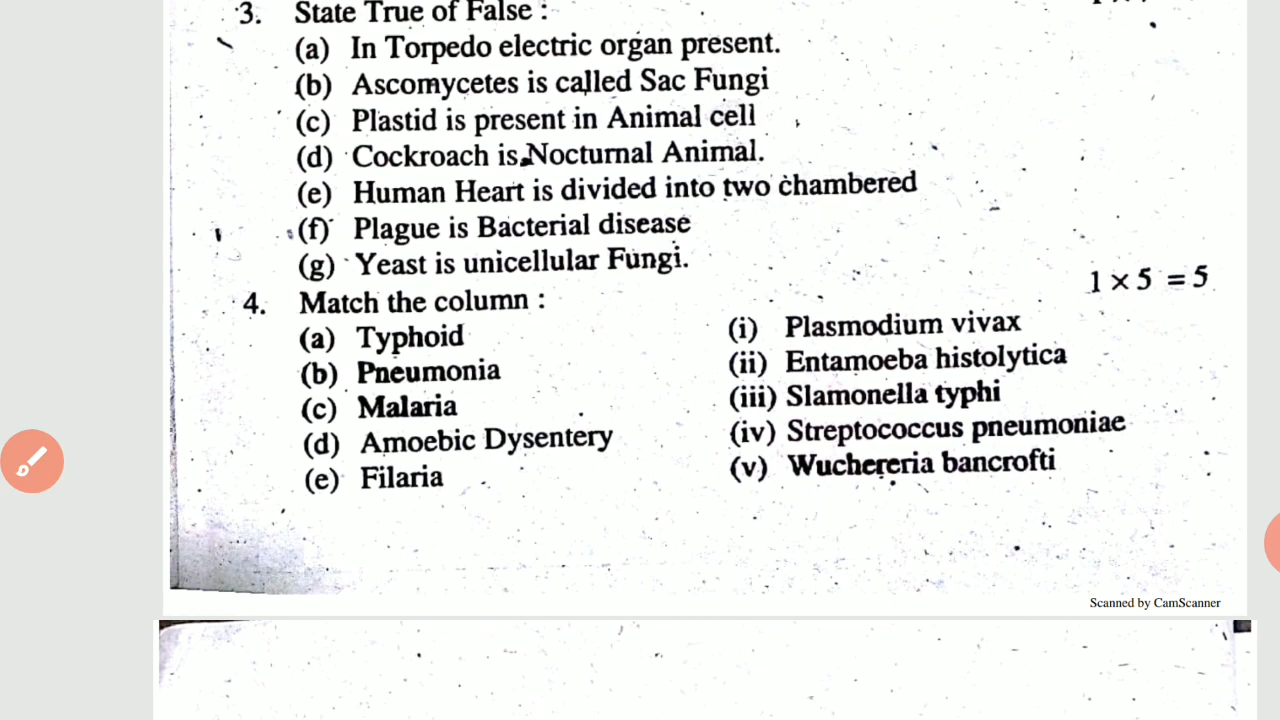 3. State True of False :
(a) In Torpedo electric organ present.
(b) Ascomycetes is called Sac Fungi
(c) Plastid is present in Animal cell
(d) Cockroach is Nocturnal Animal.
(e) Human Heart is divided into two chambered
(f) Plague is Bacterial disease
(g) Yeast is unicellular Fungi.
4. Match the column : 1 × 5 = 5
(a) Typhoid (i) Plasmodium vivax
(b) Pneumonia (ii) Entamoeba histolytica
(c) Malaria (iii) Slamonella typhi
(d) Amoebic Dysentery (iv) Streptococcus pneumoniae
(e) Filaria (v) Wuchereria bancrofti
Scanned by CamScanner